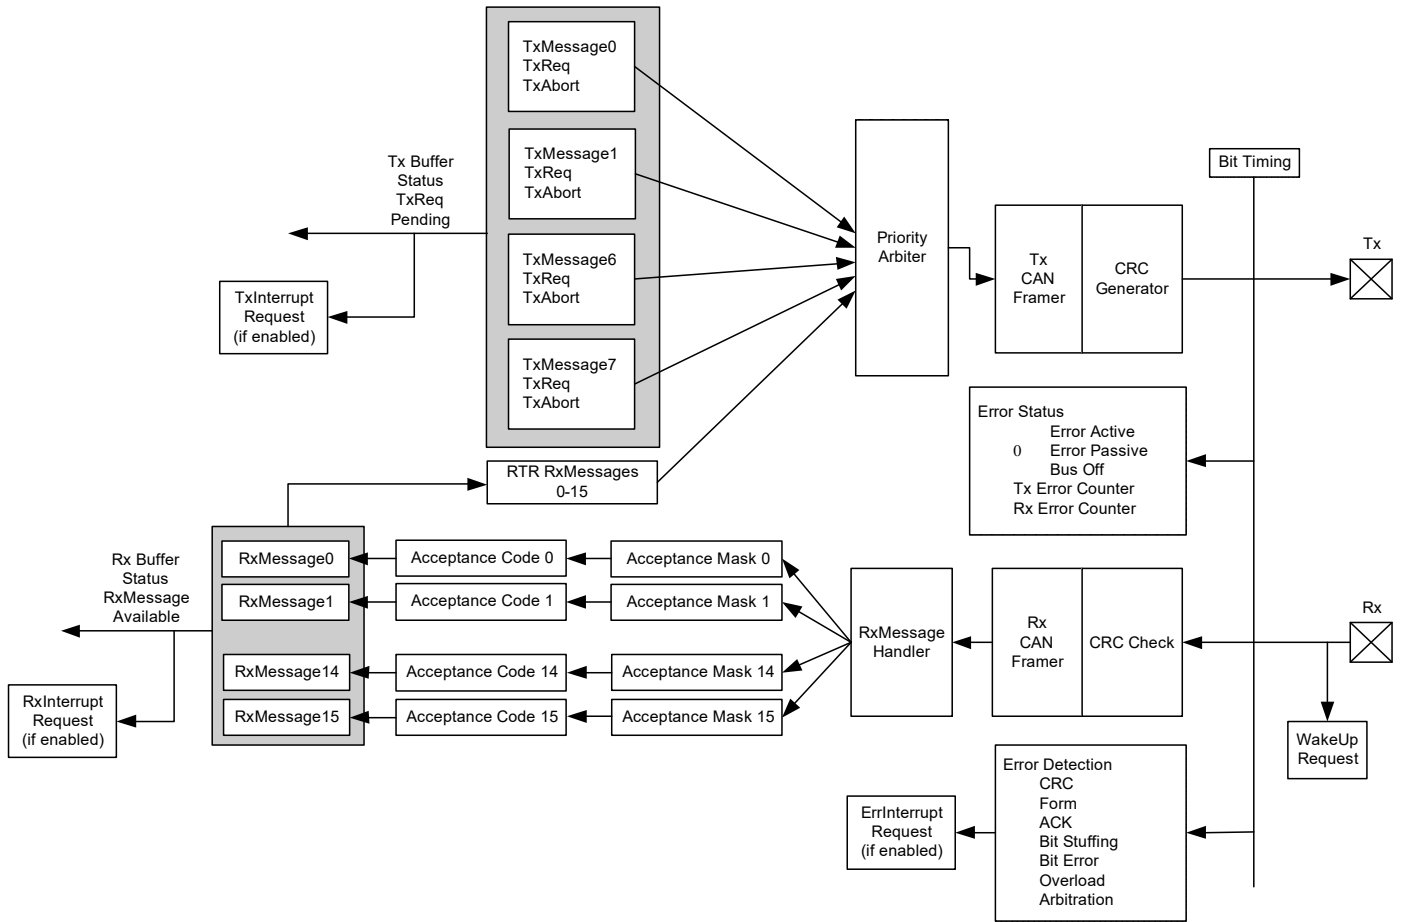 TxMessage0
TxReq
TxAbort
TxMessage1
TxReq
TxAbort
TxMessage6
TxReq
TxAbort
TxMessage7
TxReq
TxAbort
Tx Buffer
Status
TxReq
Pending
TxInterrupt
Request
(if enabled)
Priority
Arbiter
Tx
CAN
Framer
CRC
Generator
Bit Timing
Tx
Error Status
Error Active
0 Error Passive
Bus Off
Tx Error Counter
Rx Error Counter
RTR RxMessages
0-15
Rx Buffer
Status
RxMessage
Available
RxInterrupt
Request
(if enabled)
RxMessage0
Acceptance Code 0
Acceptance Mask 0
RxMessage1
Acceptance Code 1
Acceptance Mask 1
RxMessage14
Acceptance Code 14
Acceptance Mask 14
RxMessage15
Acceptance Code 15
Acceptance Mask 15
RxMessage
Handler
Rx
CAN
Framer
CRC Check
Rx
WakeUp
Request
Error Detection
CRC
Form
ACK
Bit Stuffing
Bit Error
Overload
Arbitration
ErrInterrupt
Request
(if enabled)